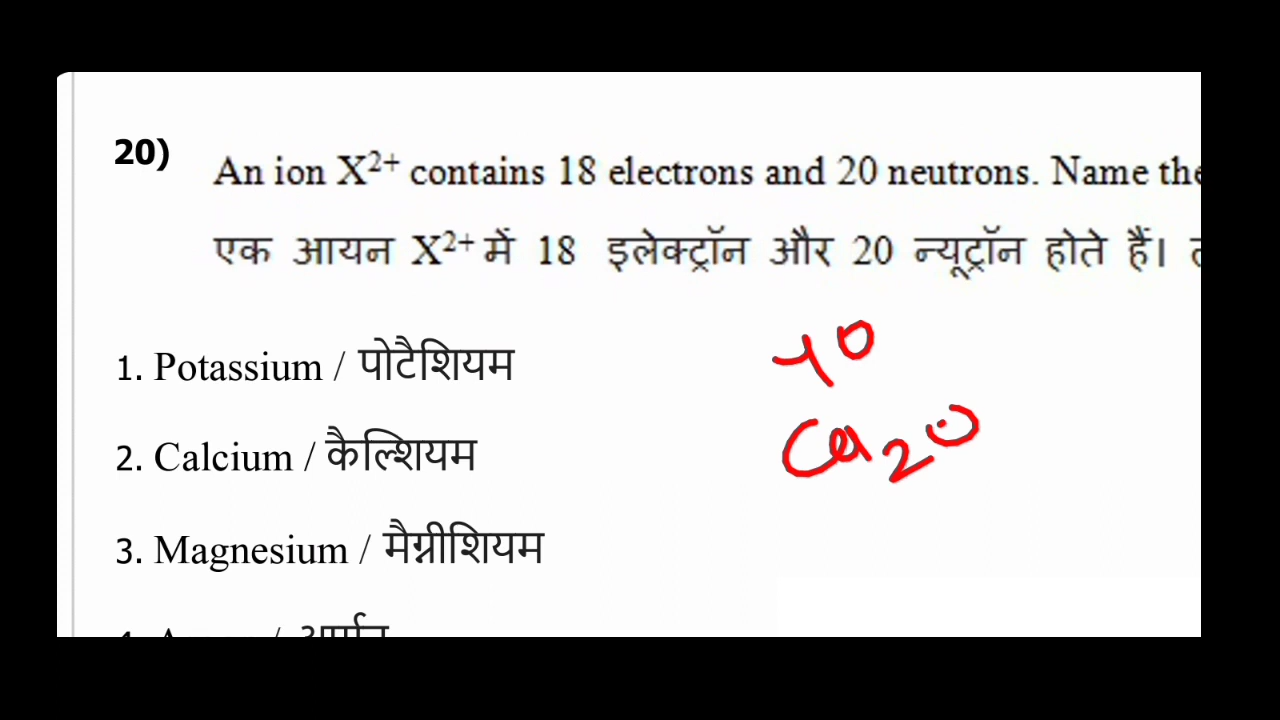 20)
An ion X²⁺ contains 18 electrons and 20 neutrons. Name the
एक आयन X²⁺ में 18 इलेक्ट्रॉन और 20 न्यूट्रॉन होते हैं।
1. Potassium / पोटैशियम
40
2. Calcium / कैल्शियम
Ca20
3. Magnesium / मैग्नीशियम